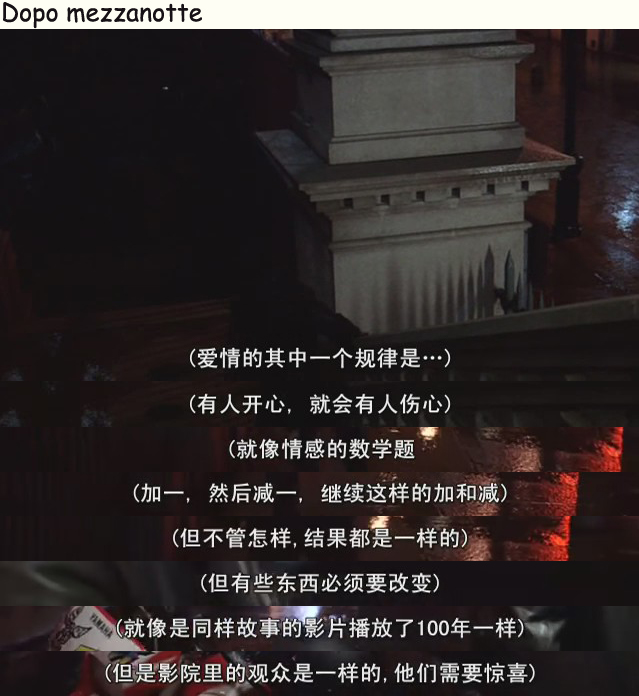 Dopo mezzanotte
(爱情的其中一个规律是…)
(有人开心, 就会有人伤心)
(就像情感的数学题
(加一, 然后减一, 继续这样的加和减)
(但不管怎样,结果都是一样的)
(但有些东西必须要改变)
YAMAHA
(就像是同样故事的影片播放了100年一样)
(但是影院里的观众是一样的,他们需要惊喜)